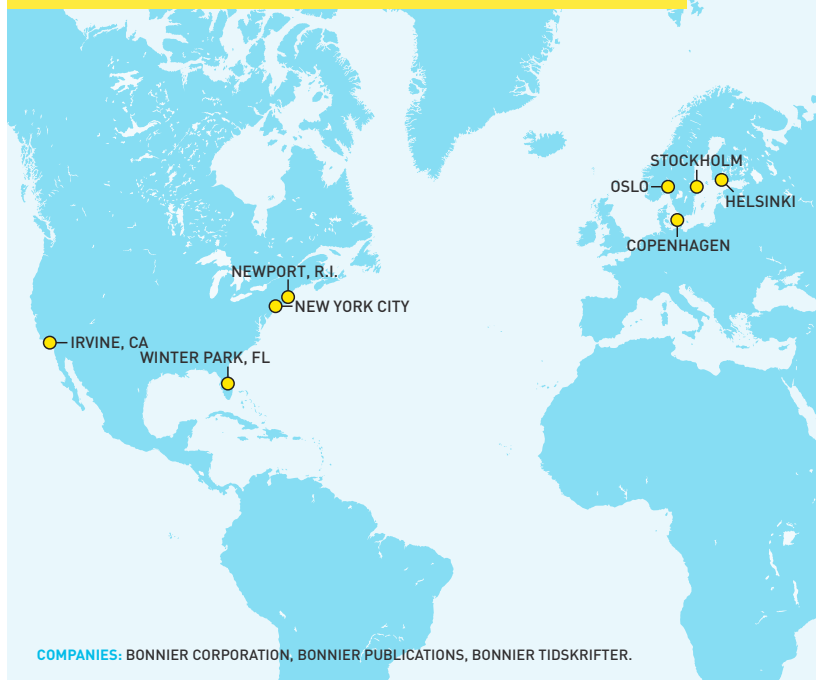 STOCKHOLM
OSLO
HELSINKI
COPENHAGEN
NEWPORT, R.I.
NEW YORK CITY
IRVINE, CA
WINTER PARK, FL
COMPANIES: BONNIER CORPORATION, BONNIER PUBLICATIONS, BONNIER TIDSKRIFTER.